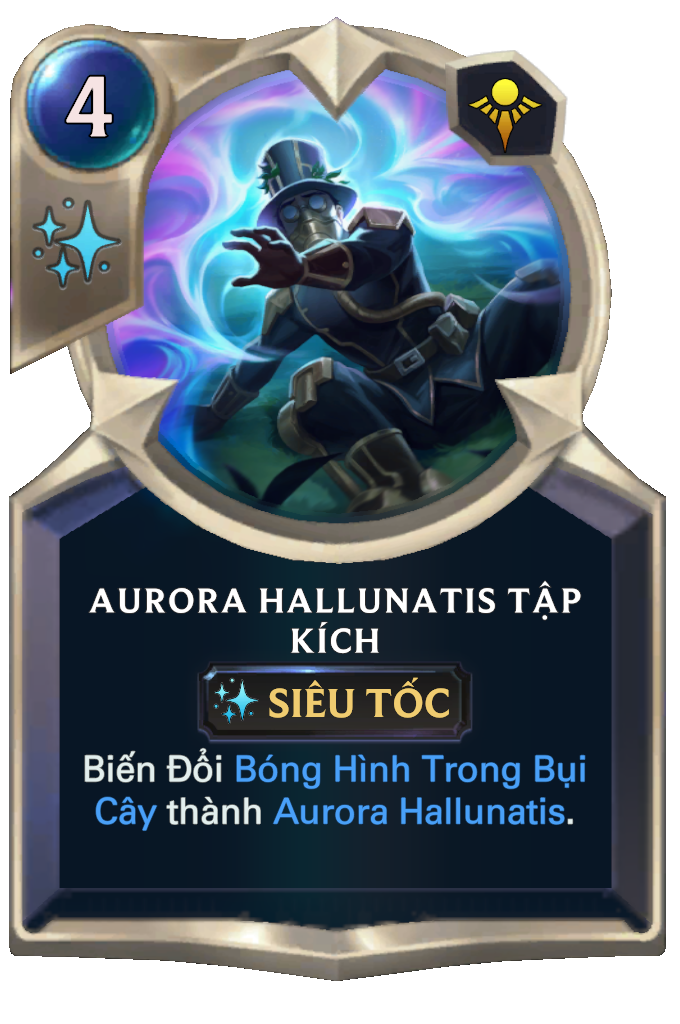 4
AURORA HALLUNATIS TẬP
KÍCH
SIÊU TỐC
Biến Đổi Bóng Hình Trong Bụi
Cây thành Aurora Hallunatis.